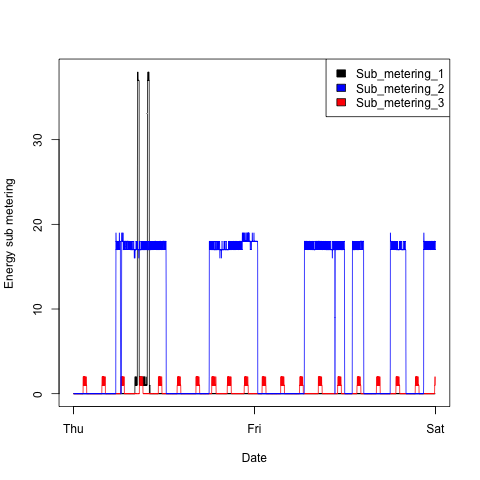 Sub_metering_1
Sub_metering_2
Sub_metering_3
Energy sub metering
30
20
10
0
Thu Fri Sat
Date